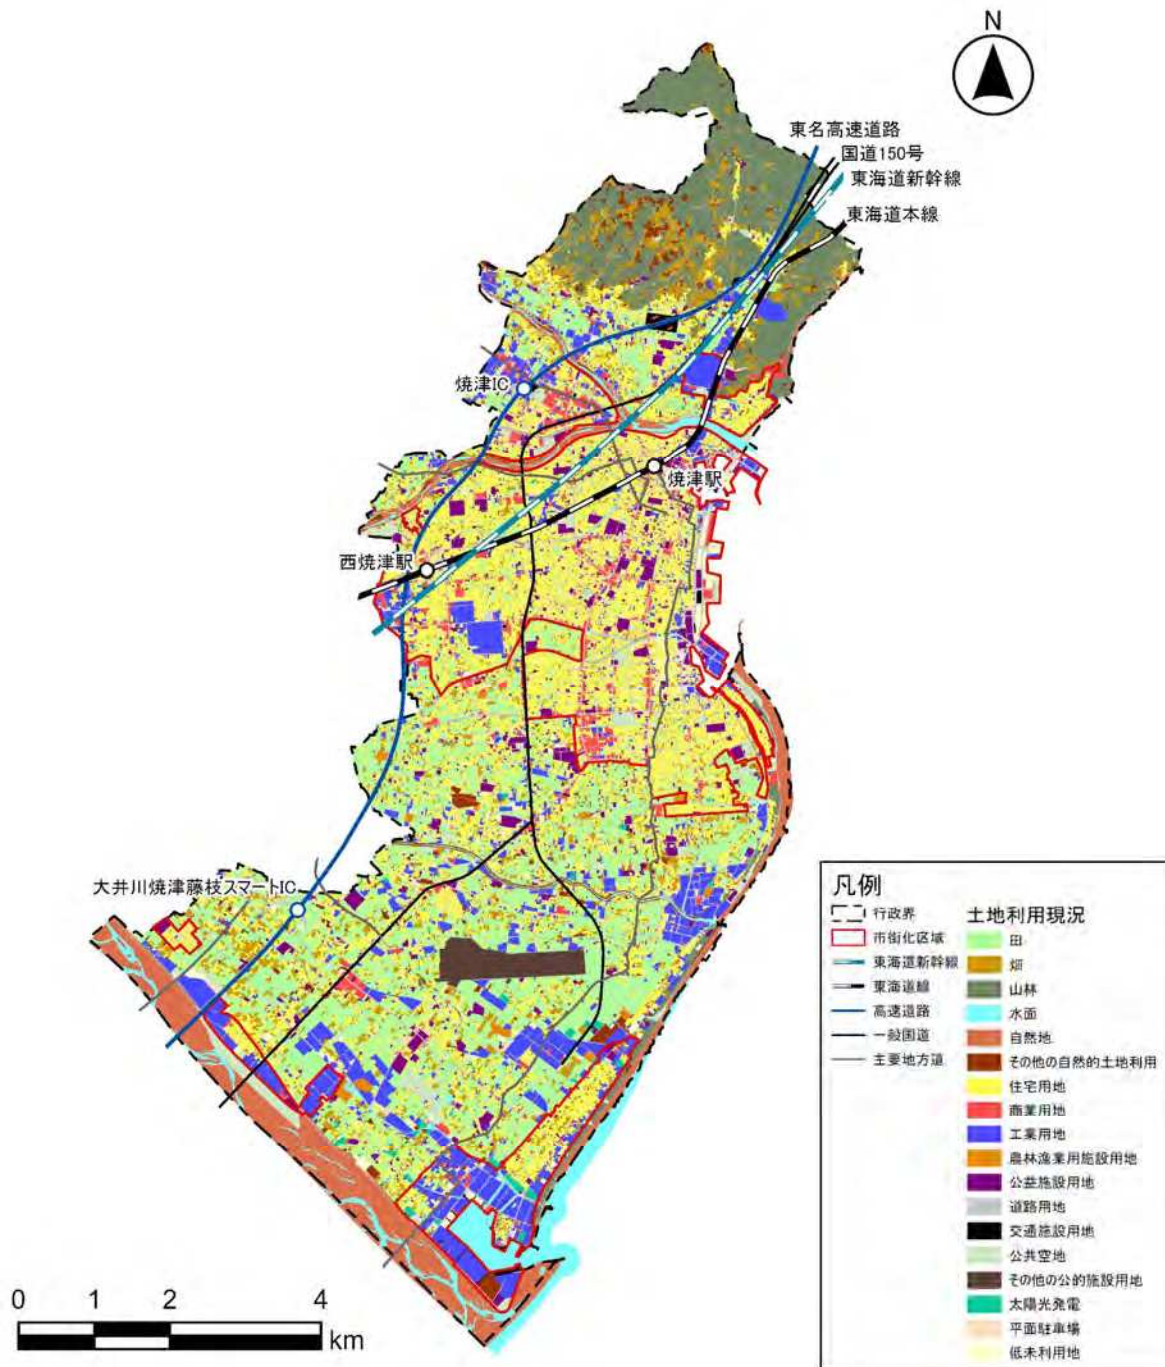 N
東名高速道路
国道150号
東海道新幹線
東海道本線
焼津IC
焼津駅
西焼津駅
大井川焼津藤枝スマートIC
凡例
行政界
市街化区域
東海道新幹線
東海道線
高速道路
一般国道
主要地方道
土地利用現況
田
畑
山林
水面
自然地
その他の自然的土地利用
住宅用地
商業用地
工業用地
農林漁業用施設用地
公益施設用地
道路用地
交通施設用地
公共空地
その他の公的施設用地
太陽光発電
平面駐車場
低未利用地
0 1 2 4
km